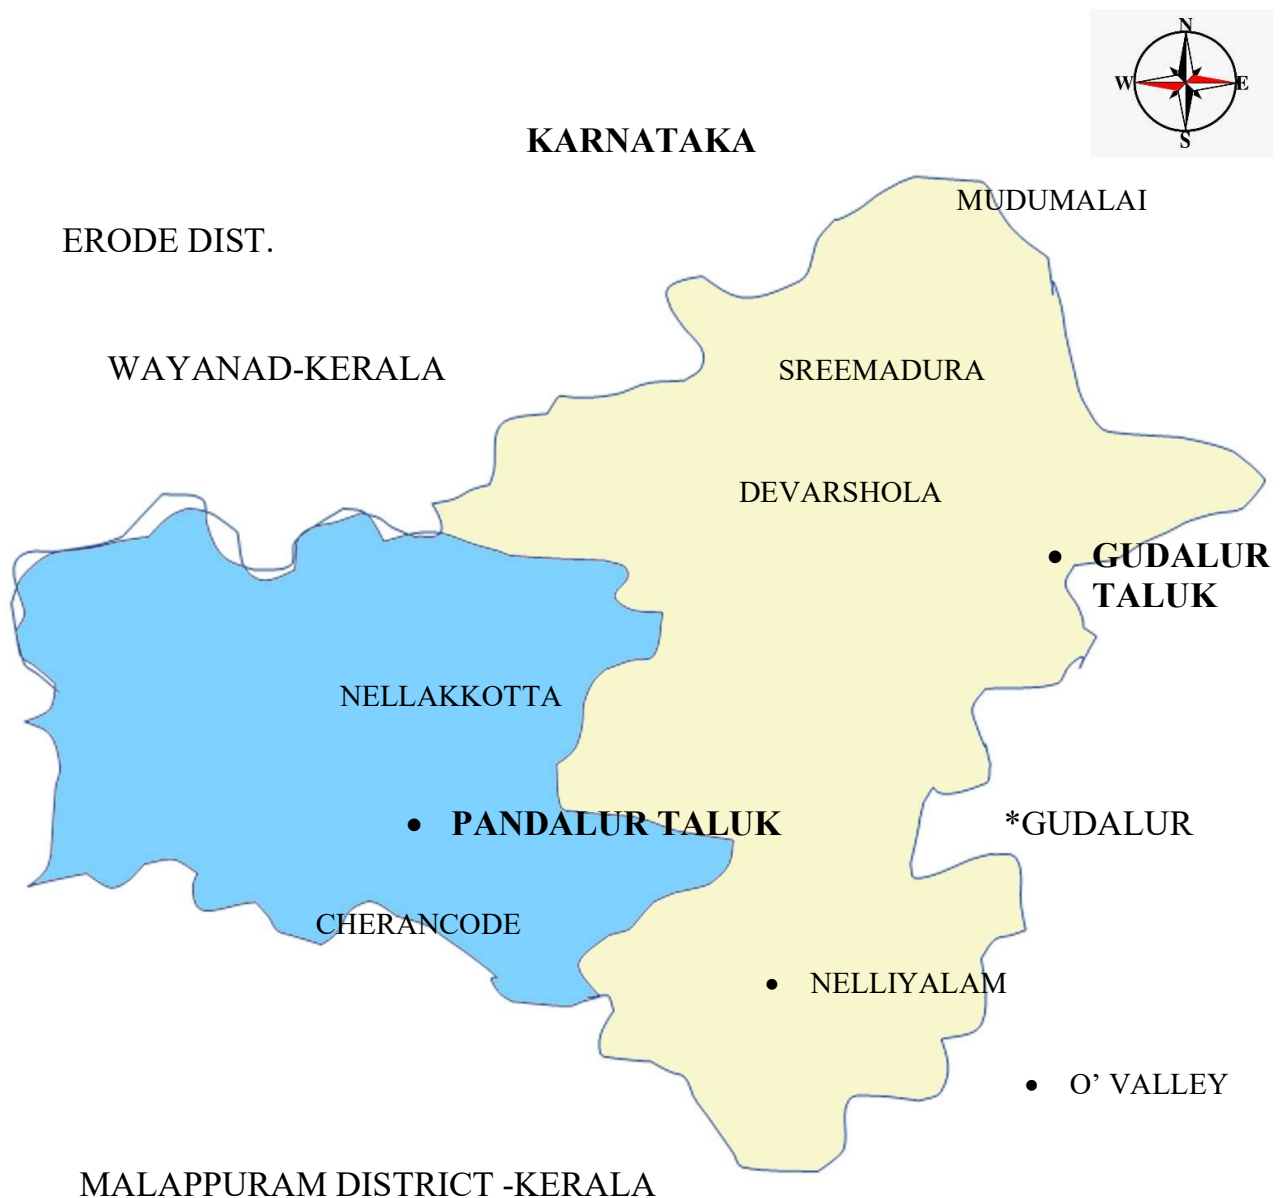 N
W E
S
KARNATAKA
MUDUMALAI
ERODE DIST.
WAYANAD-KERALA
SREEMADURA
DEVARSHOLA
• GUDALUR
TALUK
NELLAKKOTTA
• PANDALUR TALUK
*GUDALUR
CHERANCODE
• NELLIYALAM
• O’ VALLEY
MALAPPURAM DISTRICT -KERALA